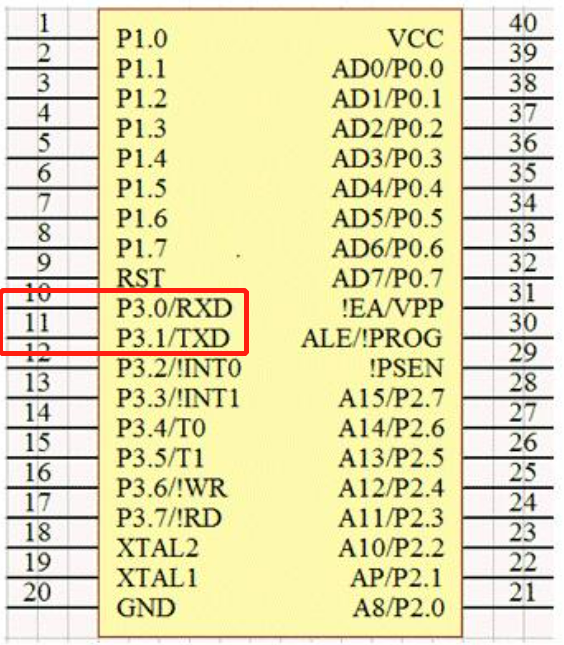 1 P1.0 VCC 40
2 P1.1 AD0/P0.0 39
3 P1.2 AD1/P0.1 38
4 P1.3 AD2/P0.2 37
5 P1.4 AD3/P0.3 36
6 P1.5 AD4/P0.4 35
7 P1.6 AD5/P0.5 34
8 P1.7 AD6/P0.6 33
9 RST AD7/P0.7 32
10 P3.0/RXD !EA/VPP 31
11 P3.1/TXD ALE/!PROG 30
12 P3.2/!INT0 !PSEN 29
13 P3.3/!INT1 A15/P2.7 28
14 P3.4/T0 A14/P2.6 27
15 P3.5/T1 A13/P2.5 26
16 P3.6/!WR A12/P2.4 25
17 P3.7/!RD A11/P2.3 24
18 XTAL2 A10/P2.2 23
19 XTAL1 AP/P2.1 22
20 GND A8/P2.0 21